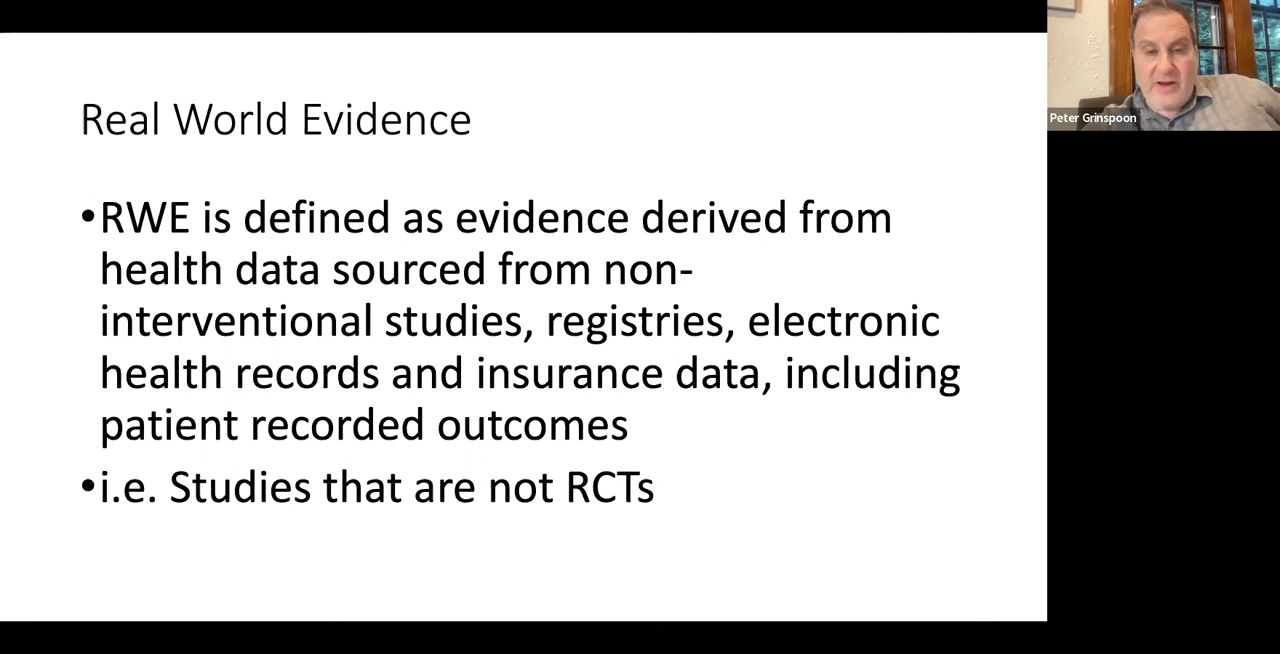 Real World Evidence
•RWE is defined as evidence derived from
health data sourced from non-
interventional studies, registries, electronic
health records and insurance data, including
patient recorded outcomes
•i.e. Studies that are not RCTs
Peter Grinspoon